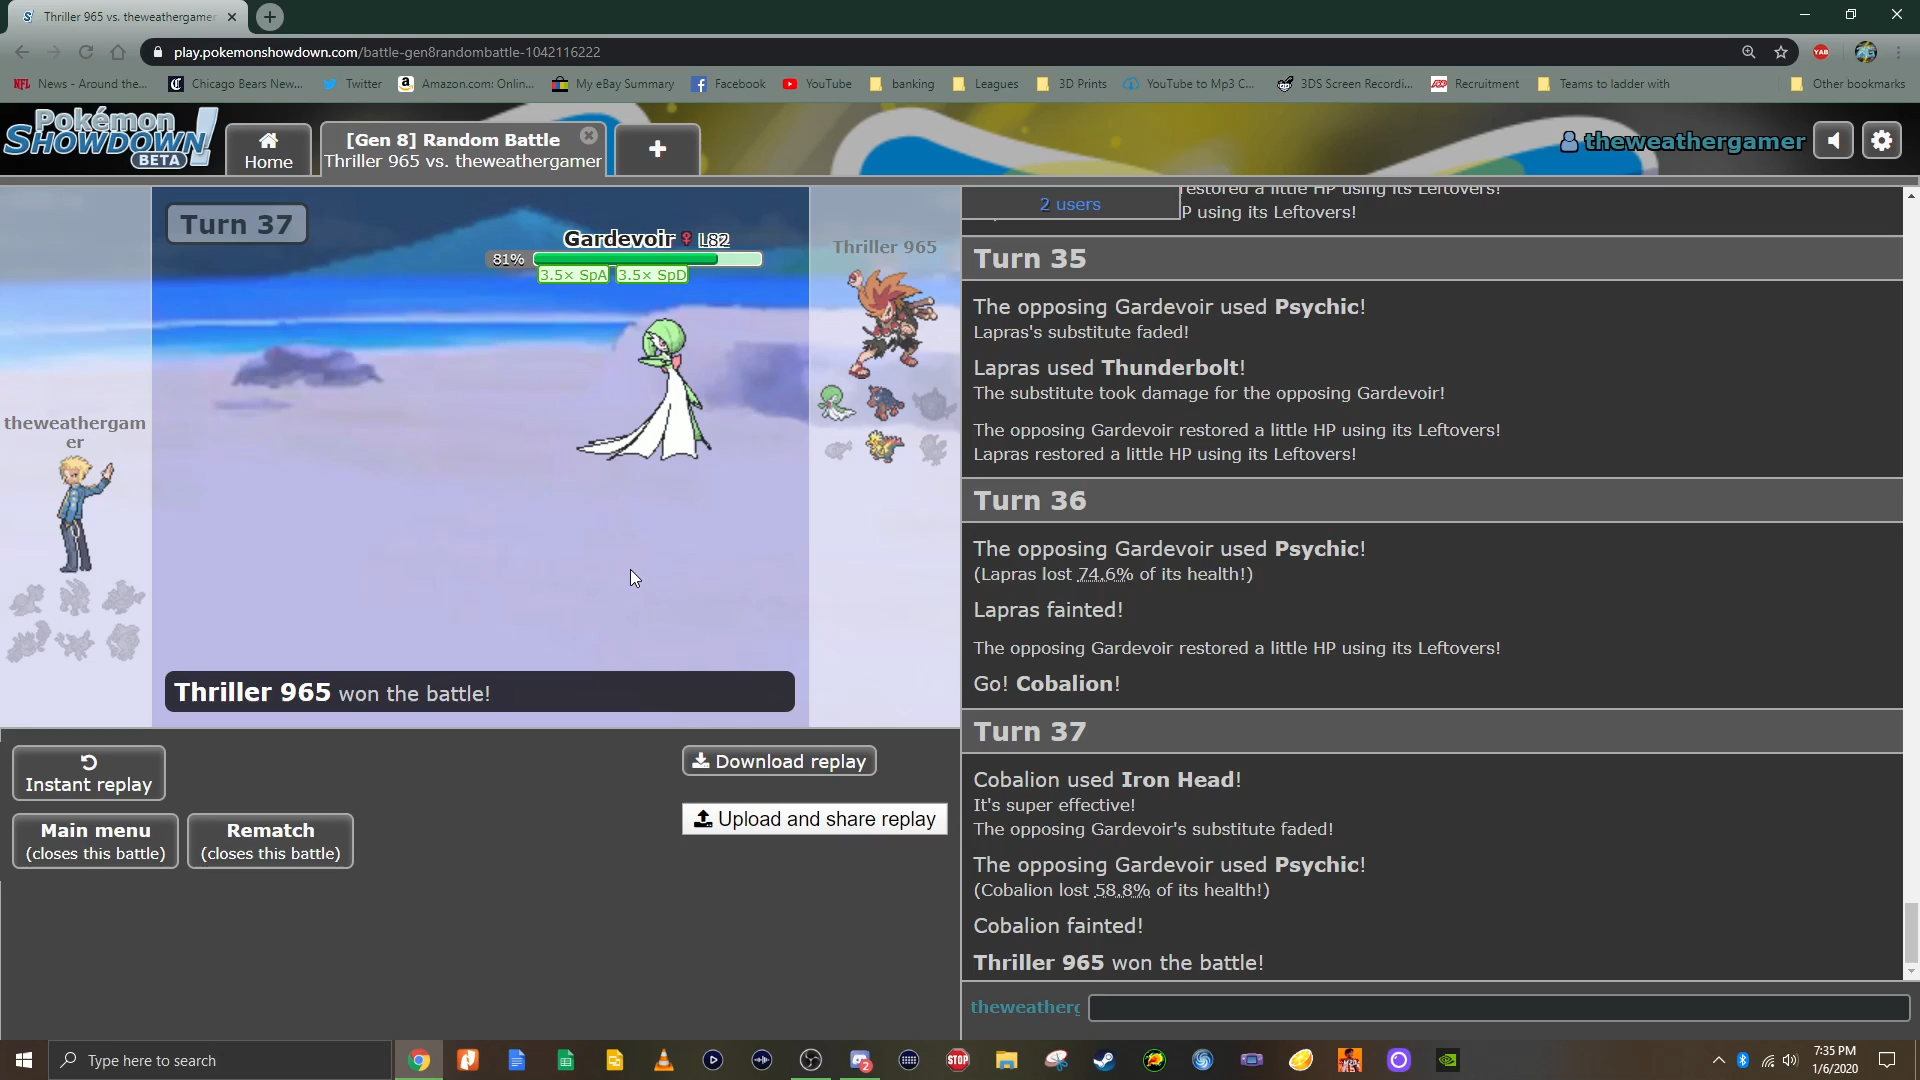 Thriller 965 vs. theweathergamer
play.pokemonshowdown.com/battle-gen8randombattle-1042116222
NFL News - Around the...
Chicago Bears New...
Twitter
Amazon.com: Onlin...
My eBay Summary
Facebook
YouTube
banking
Leagues
3D Prints
YouTube to Mp3 C...
3DS Screen Recordi...
Recruitment
Teams to ladder with
Other bookmarks
Pokémon
SHOWDOWN!
BETA
Home
[Gen 8] Random Battle
Thriller 965 vs. theweathergamer
theweathergamer
Turn 37
Gardevoir L82
81%
3.5× SpA 3.5× SpD
Thriller 965
theweathergam
er
Thriller 965 won the battle!
Instant replay
Download replay
Upload and share replay
Main menu
(closes this battle)
Rematch
(closes this battle)
2 users
estored a little HP using its Leftovers!
P using its Leftovers!
Turn 35
The opposing Gardevoir used Psychic!
Lapras's substitute faded!
Lapras used Thunderbolt!
The substitute took damage for the opposing Gardevoir!
The opposing Gardevoir restored a little HP using its Leftovers!
Lapras restored a little HP using its Leftovers!
Turn 36
The opposing Gardevoir used Psychic!
(Lapras lost 74.6% of its health!)
Lapras fainted!
The opposing Gardevoir restored a little HP using its Leftovers!
Go! Cobalion!
Turn 37
Cobalion used Iron Head!
It's super effective!
The opposing Gardevoir's substitute faded!
The opposing Gardevoir used Psychic!
(Cobalion lost 58.8% of its health!)
Cobalion fainted!
Thriller 965 won the battle!
theweatherg
Type here to search
STOP
2
7:35 PM
1/6/2020